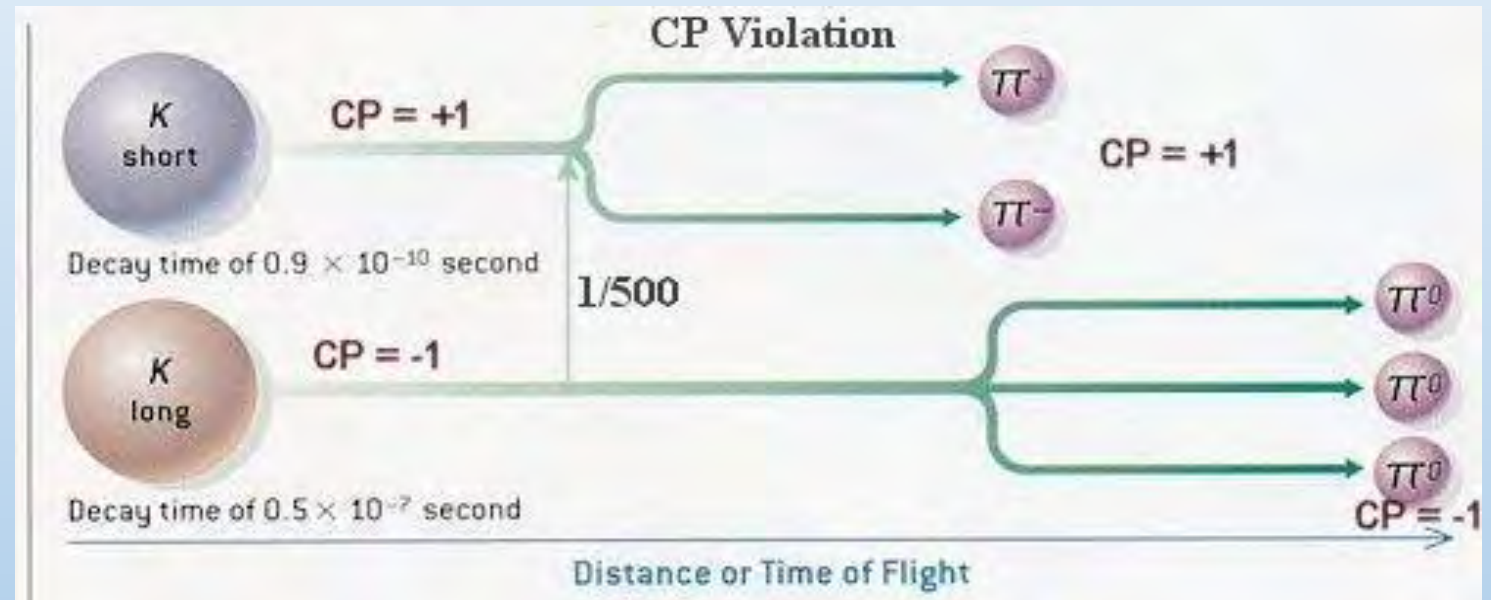 CP Violation
K
short
CP = +1
π+
π−
CP = +1
Decay time of 0.9 × 10⁻¹⁰ second
1/500
K
long
CP = -1
π0
π0
π0
CP = -1
Decay time of 0.5 × 10⁻⁷ second
Distance or Time of Flight